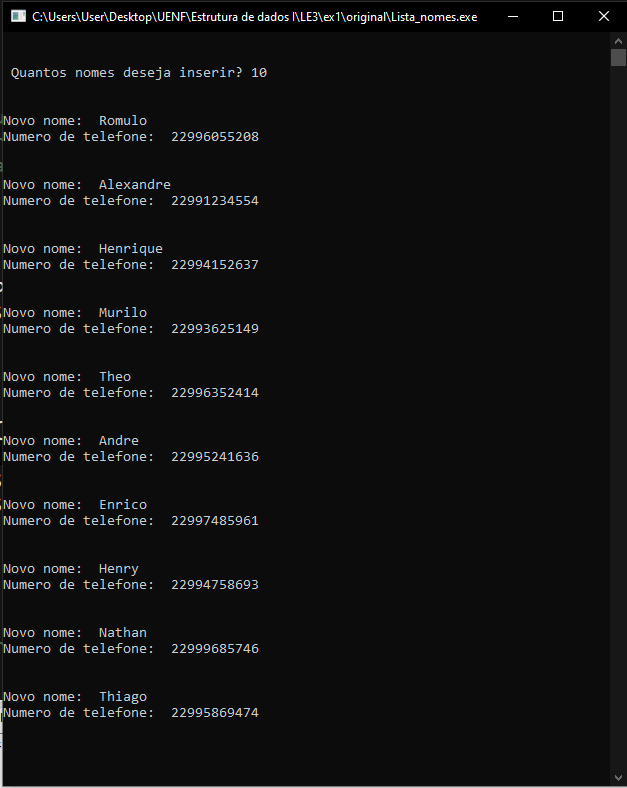 C:\Users\User\Desktop\UENF\Estrutura de dados I\LE3\ex1\original\Lista_nomes.exe
Quantos nomes deseja inserir? 10
Novo nome:  Romulo
Numero de telefone:  22996055208
Novo nome:  Alexandre
Numero de telefone:  22991234554
Novo nome:  Henrique
Numero de telefone:  22994152637
Novo nome:  Murilo
Numero de telefone:  22993625149
Novo nome:  Theo
Numero de telefone:  22996352414
Novo nome:  Andre
Numero de telefone:  22995241636
Novo nome:  Enrico
Numero de telefone:  22997485961
Novo nome:  Henry
Numero de telefone:  22994758693
Novo nome:  Nathan
Numero de telefone:  22999685746
Novo nome:  Thiago
Numero de telefone:  22995869474